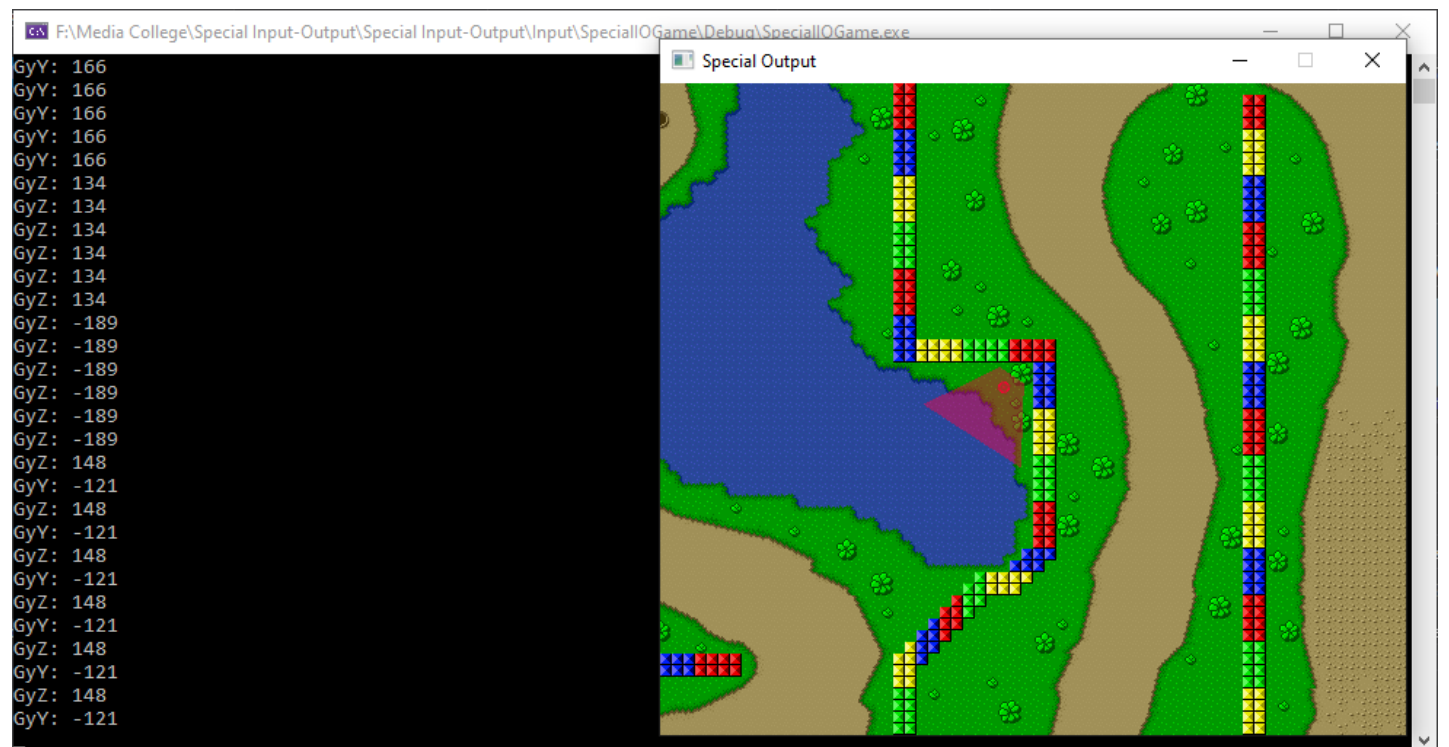 F:\Media College\Special Input-Output\Special Input-Output\Input\SpecialIOGame\Debug\SpecialIOGame.exe
Special Output
GyY: 166
GyY: 166
GyY: 166
GyY: 166
GyY: 166
GyZ: 134
GyZ: 134
GyZ: 134
GyZ: 134
GyZ: 134
GyZ: 134
GyZ: -189
GyZ: -189
GyZ: -189
GyZ: -189
GyZ: -189
GyZ: -189
GyZ: 148
GyY: -121
GyZ: 148
GyY: -121
GyZ: 148
GyY: -121
GyZ: 148
GyY: -121
GyZ: 148
GyY: -121
GyZ: 148
GyY: -121